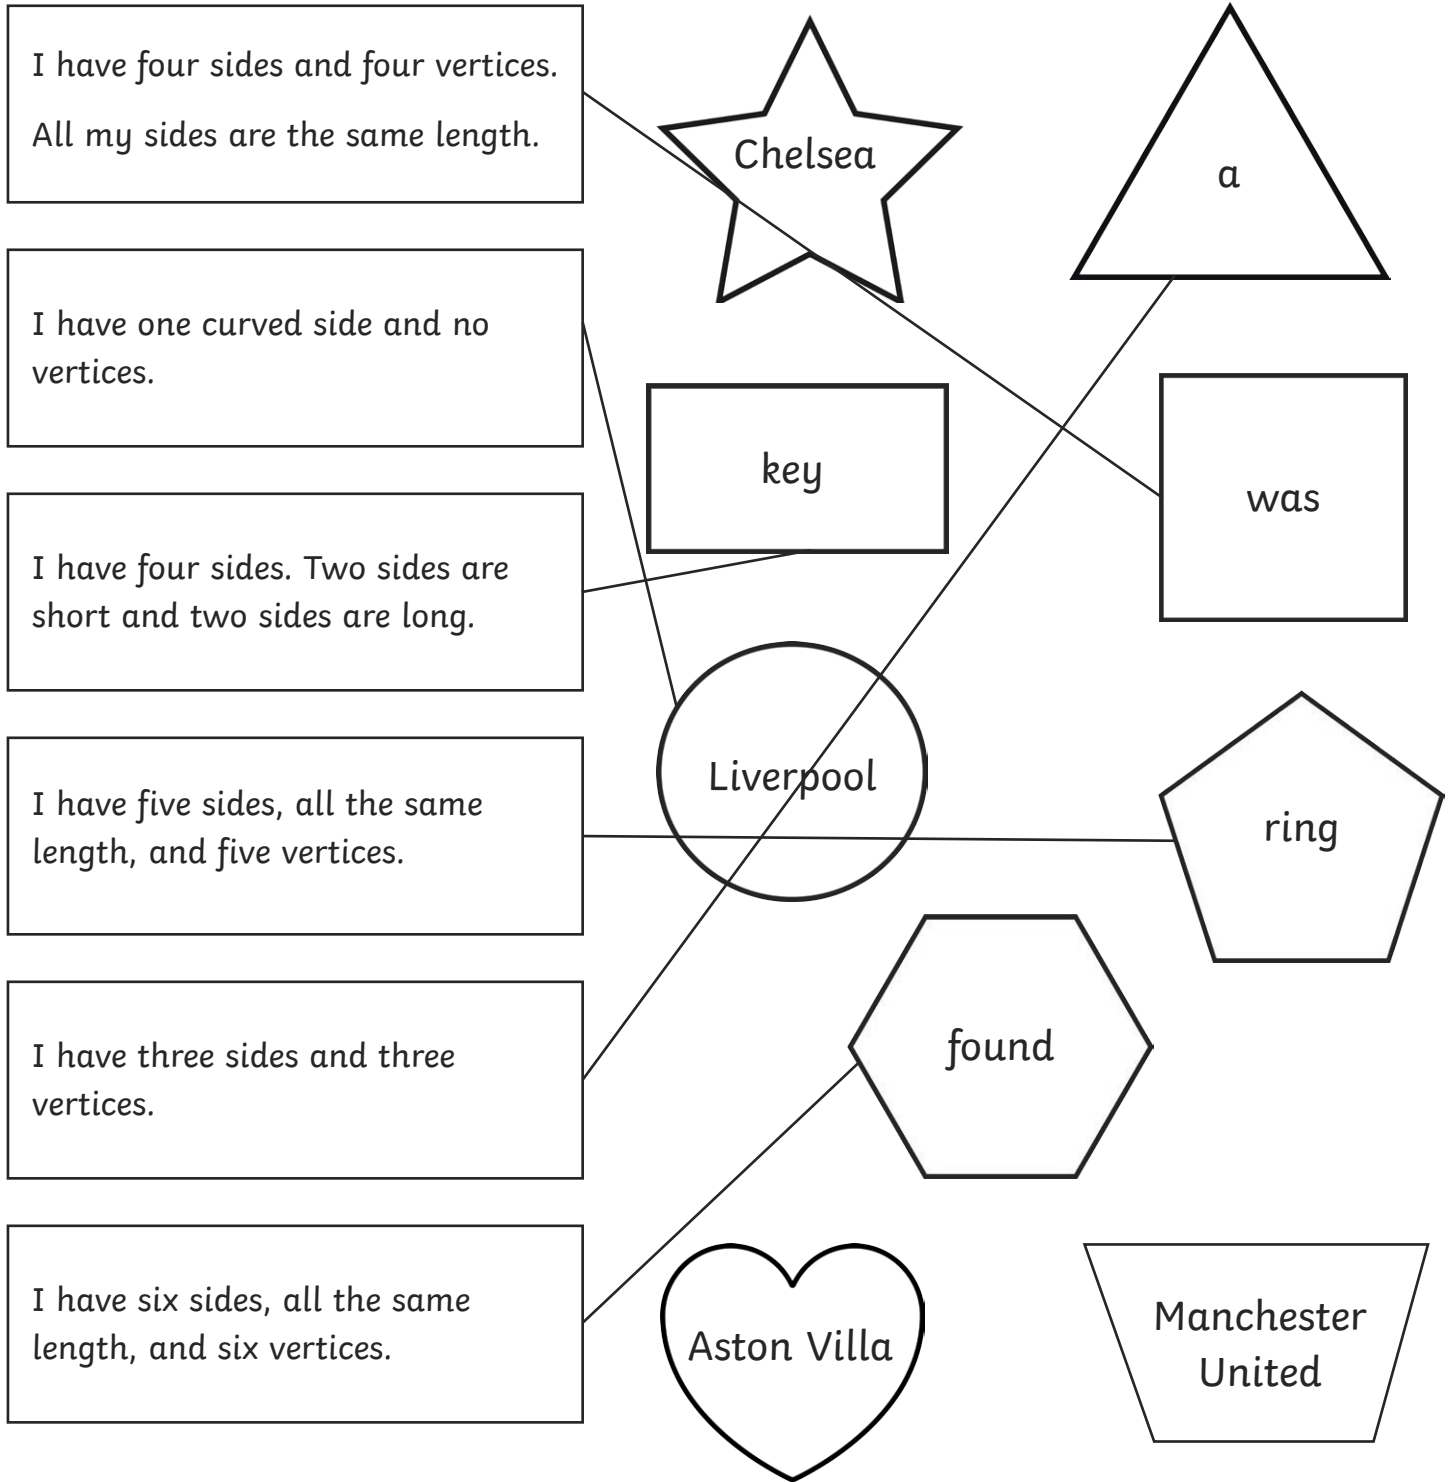 I have four sides and four vertices.
All my sides are the same length.
I have one curved side and no
vertices.
I have four sides. Two sides are
short and two sides are long.
I have five sides, all the same
length, and five vertices.
I have three sides and three
vertices.
I have six sides, all the same
length, and six vertices.
Chelsea
a
key
was
Liverpool
ring
found
Aston Villa
Manchester
United